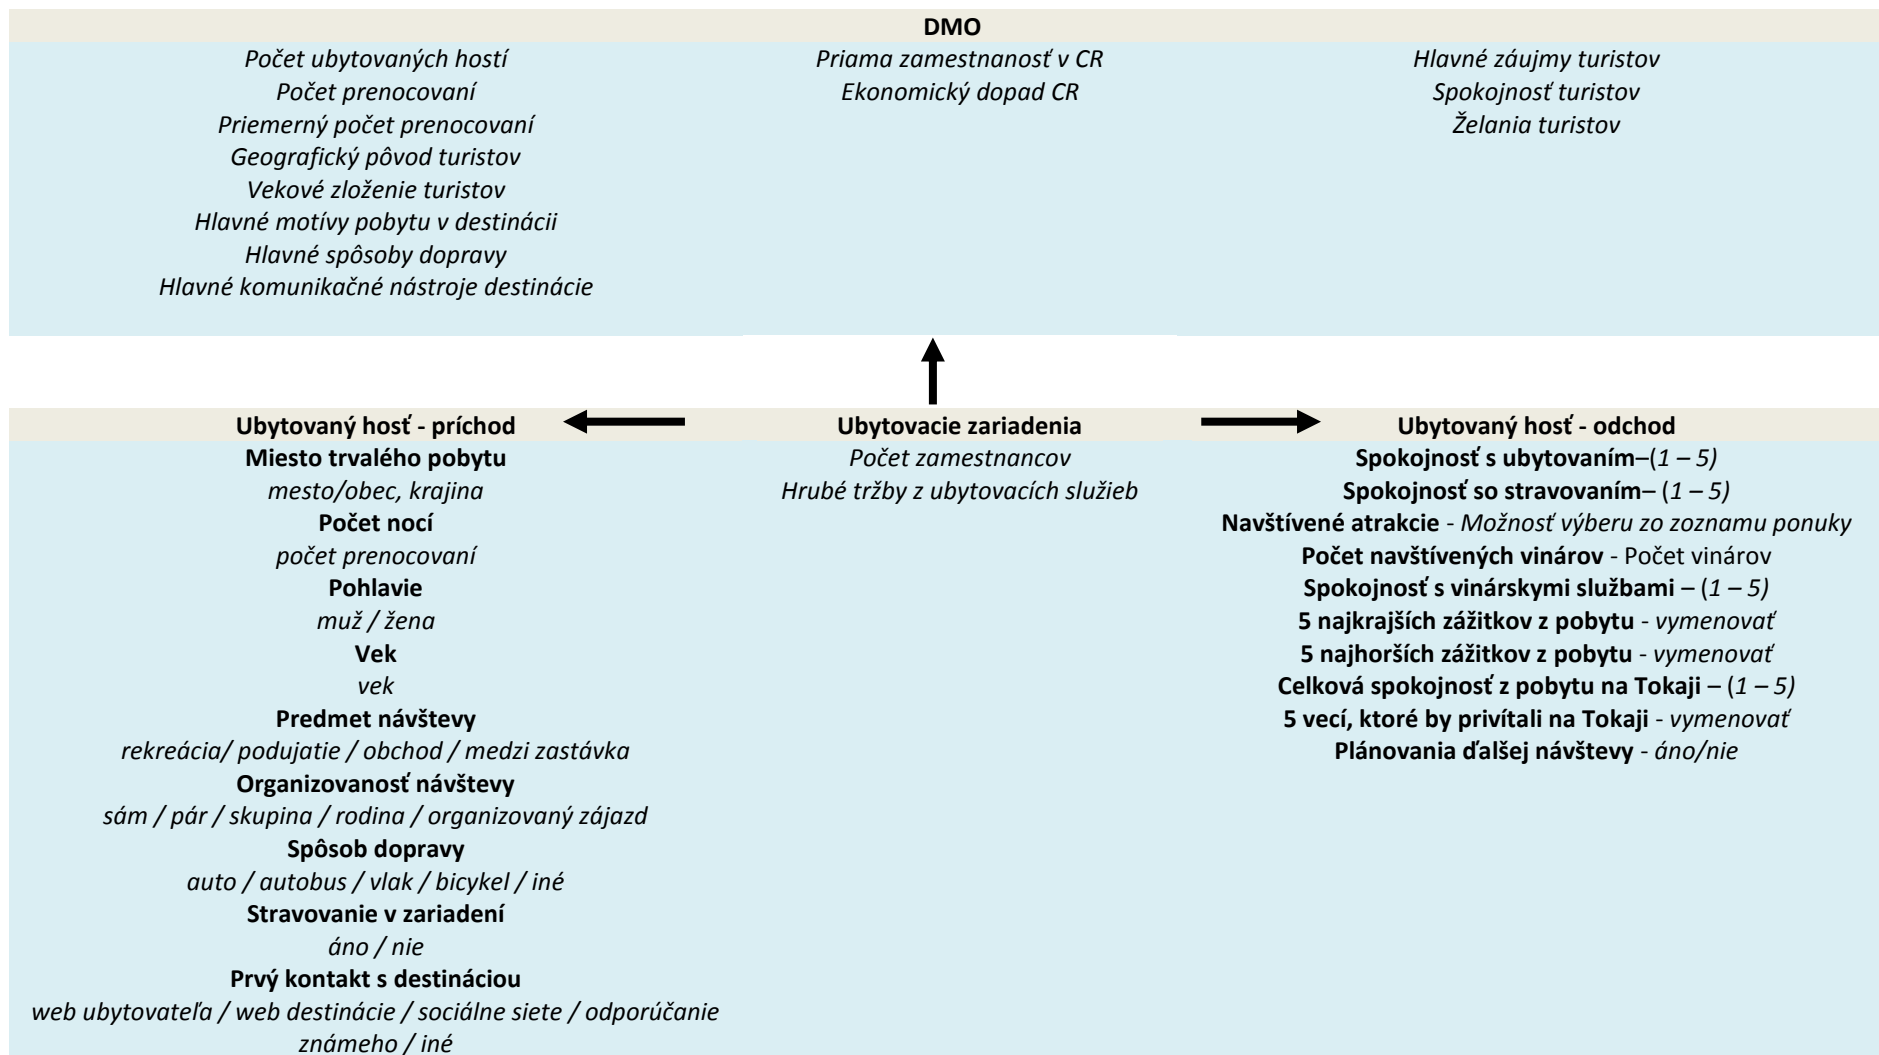 DMO
Počet ubytovaných hostí
Počet prenocovaní
Priemerný počet prenocovaní
Geografický pôvod turistov
Vekové zloženie turistov
Hlavné motívy pobytu v destinácii
Hlavné spôsoby dopravy
Hlavné komunikačné nástroje destinácie
Priama zamestnanosť v CR
Ekonomický dopad CR
Hlavné záujmy turistov
Spokojnosť turistov
Želania turistov
Ubytovaný hosť - príchod
Miesto trvalého pobytu
mesto/obec, krajina
Počet nocí
počet prenocovaní
Pohlavie
muž / žena
Vek
vek
Predmet návštevy
rekreácia/ podujatie / obchod / medzi zastávka
Organizovanosť návštevy
sám / pár / skupina / rodina / organizovaný zájazd
Spôsob dopravy
auto / autobus / vlak / bicykel / iné
Stravovanie v zariadení
áno / nie
Prvý kontakt s destináciou
web ubytovateľa / web destinácie / sociálne siete / odporúčanie
známeho / iné
Ubytovacie zariadenia
Počet zamestnancov
Hrubé tržby z ubytovacích služieb
Ubytovaný hosť - odchod
Spokojnosť s ubytovaním–(1 – 5)
Spokojnosť so stravovaním– (1 – 5)
Navštívené atrakcie - Možnosť výberu zo zoznamu ponuky
Počet navštívených vinárov - Počet vinárov
Spokojnosť s vinárskymi službami – (1 – 5)
5 najkrajších zážitkov z pobytu - vymenovať
5 najhorších zážitkov z pobytu - vymenovať
Celková spokojnosť z pobytu na Tokaji – (1 – 5)
5 vecí, ktoré by privítali na Tokaji - vymenovať
Plánovania ďalšej návštevy - áno/nie